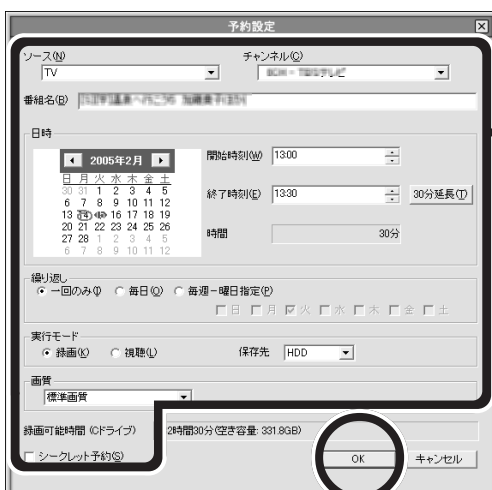 予約設定
ソース(N)
チャンネル(C)
TV
番組名(B)
日時
2005年2月
日 月 火 水 木 金 土
30 31 1 2 3 4 5
6 7 8 9 10 11 12
13 14 15 16 17 18 19
20 21 22 23 24 25 26
27 28 1 2 3 4 5
6 7 8 9 10 11 12
開始時刻(W) 13:00
終了時刻(E) 13:30 30分延長(T)
時間 30分
繰り返し
一回のみ(I) 毎日(Q) 毎週-曜日指定(P)
日 月 火 水 木 金 土
実行モード
録画(K) 視聴(L) 保存先 HDD
画質
標準画質
録画可能時間 (Cドライブ) 2時間30分(空き容量: 331.8GB)
シークレット予約(S)
OK キャンセル